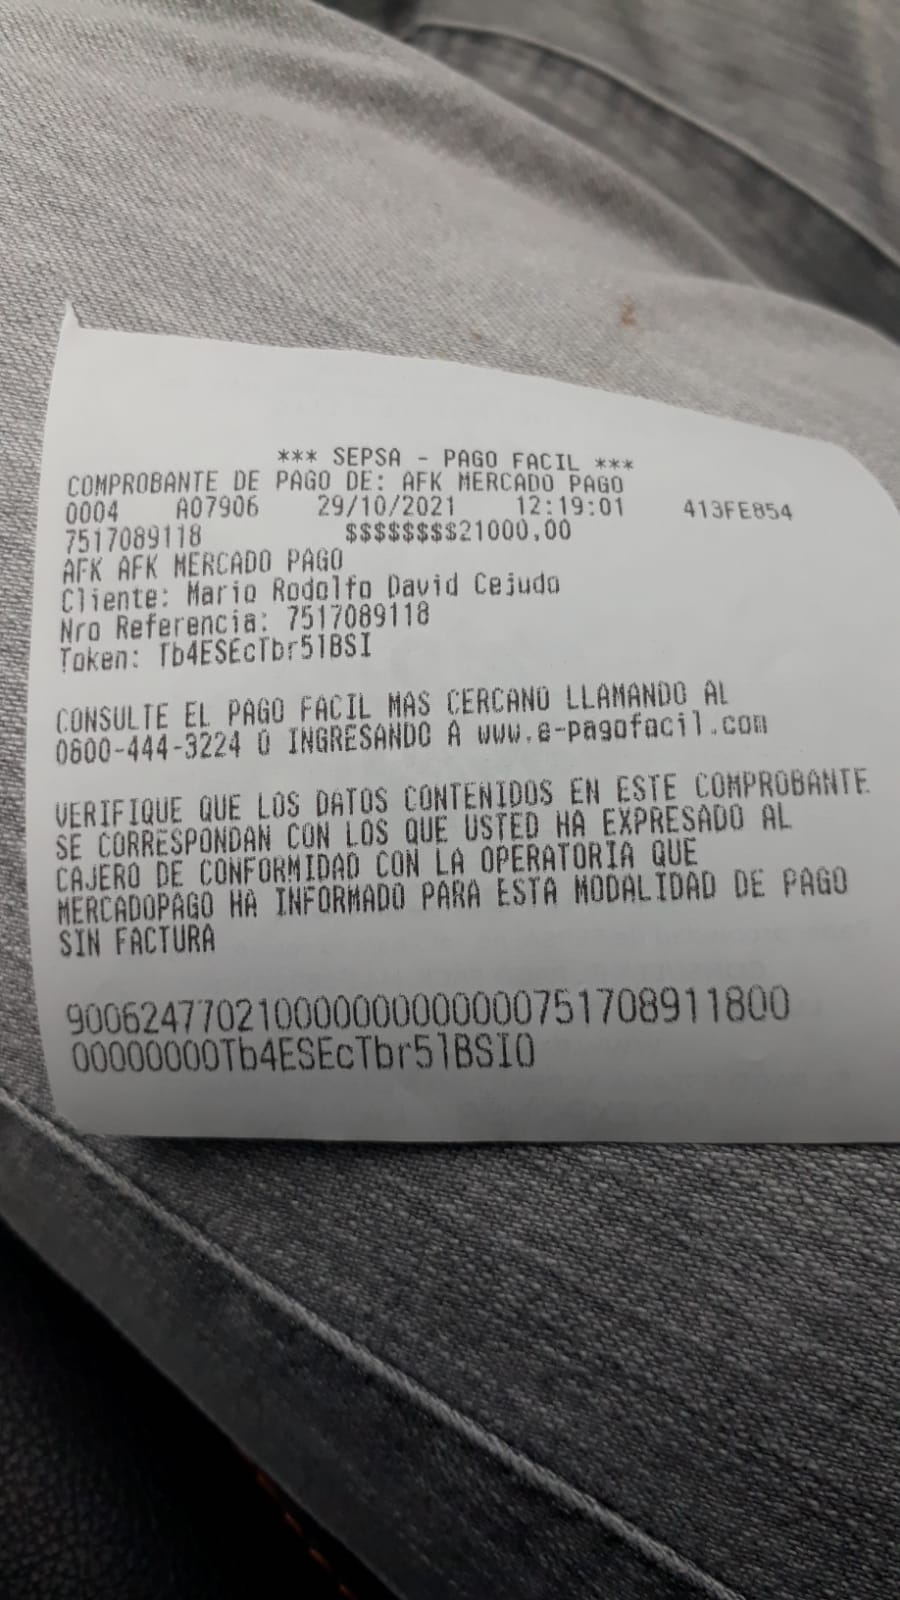 *** SEPSA - PAGO FACIL ***
COMPROBANTE DE PAGO DE: AFK MERCADO PAGO
0004 A07906 29/10/2021 12:19:01 413FE854
7517089118 $$$$$$$$21000,00
AFK AFK MERCADO PAGO
Cliente: Mario Rodolfo David Cejudo
Nro Referencia: 7517089118
Token: Tb4ESEcTbr51BSI
CONSULTE EL PAGO FACIL MAS CERCANO LLAMANDO AL
0800-444-3224 O INGRESANDO A www.e-pagofacil.com
VERIFIQUE QUE LOS DATOS CONTENIDOS EN ESTE COMPROBANTE
SE CORRESPONDAN CON LOS QUE USTED HA EXPRESADO AL
CAJERO DE CONFORMIDAD CON LA OPERATORIA QUE
MERCADOPAGO HA INFORMADO PARA ESTA MODALIDAD DE PAGO
SIN FACTURA
900624770210000000000000751708911800
00000000Tb4ESEcTbr51BSI0